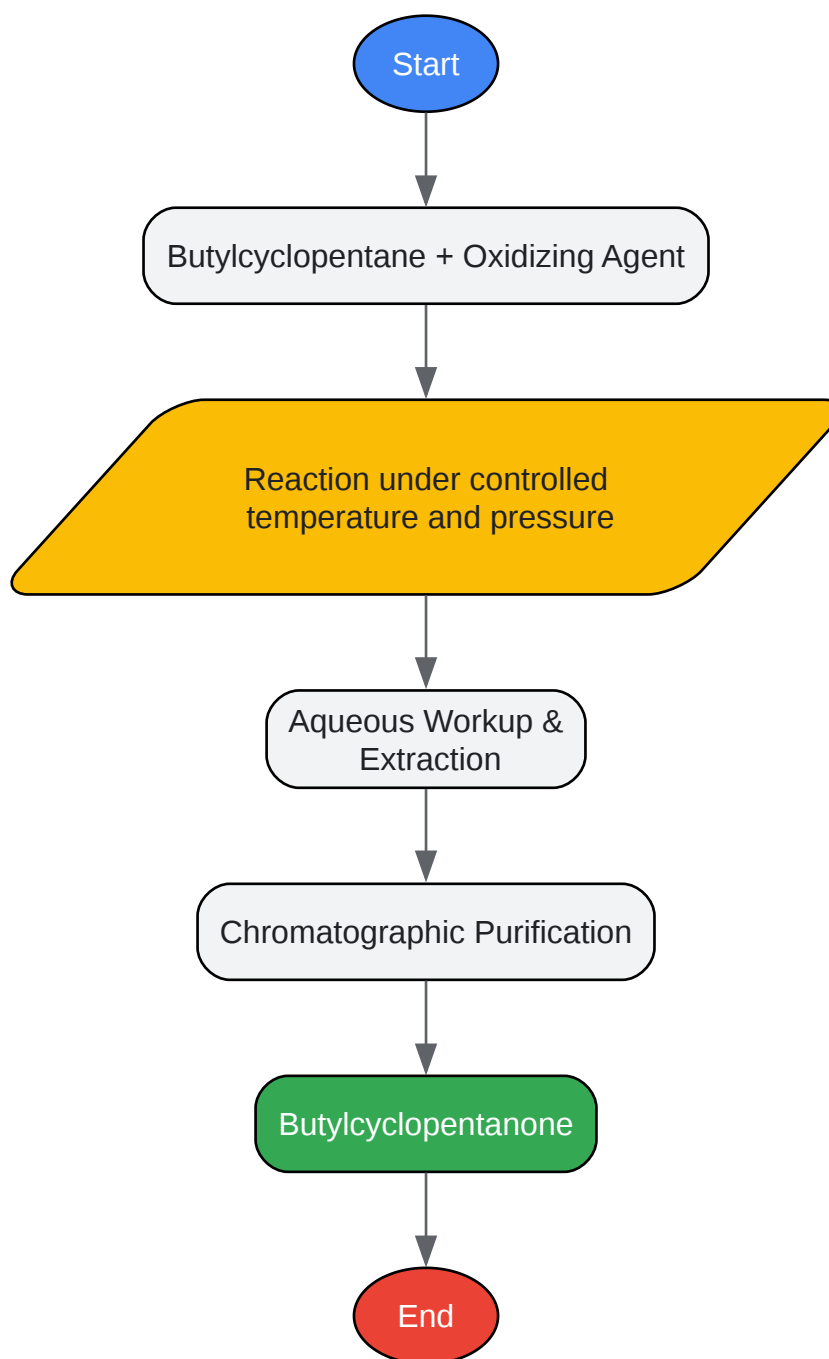 Start
Butylcyclopentane + Oxidizing Agent
Reaction under controlled
temperature and pressure
Aqueous Workup &
Extraction
Chromatographic Purification
Butylcyclopentanone
End